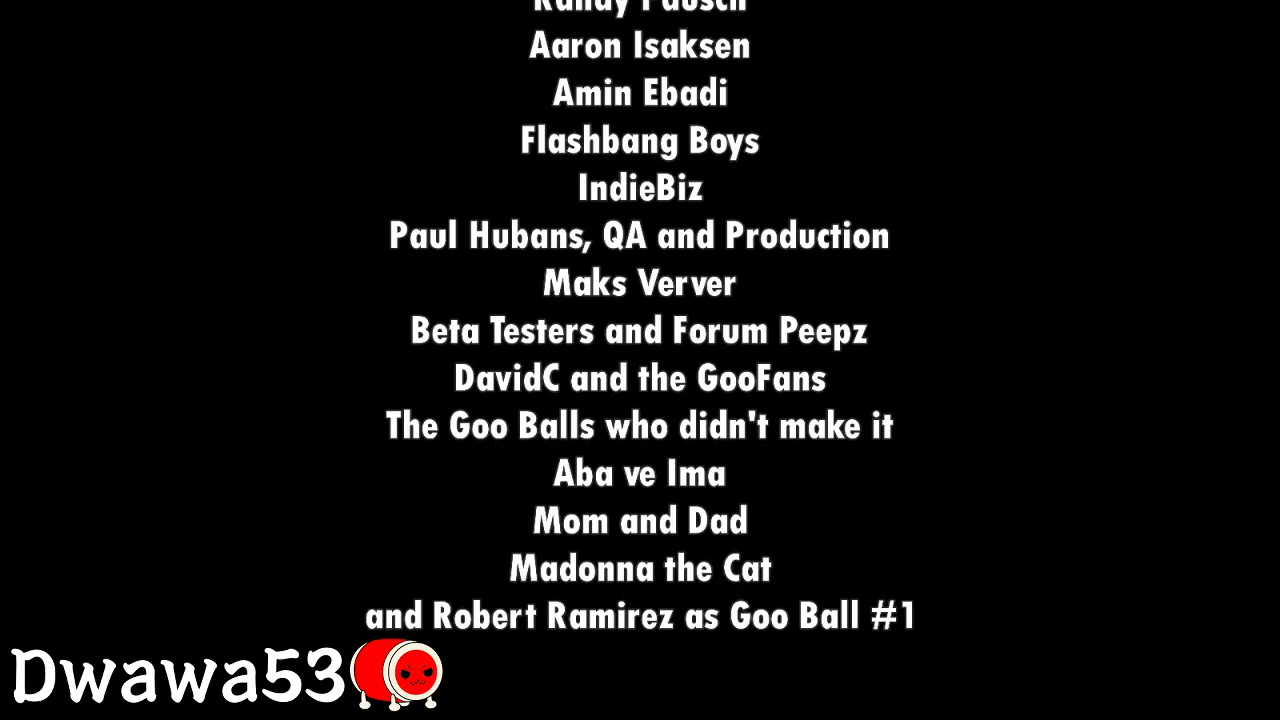 Randy Pausch
Aaron Isaksen
Amin Ebadi
Flashbang Boys
IndieBiz
Paul Hubans, QA and Production
Maks Verver
Beta Testers and Forum Peepz
DavidC and the GooFans
The Goo Balls who didn't make it
Aba ve Ima
Mom and Dad
Madonna the Cat
and Robert Ramirez as Goo Ball #1
Dwawa53